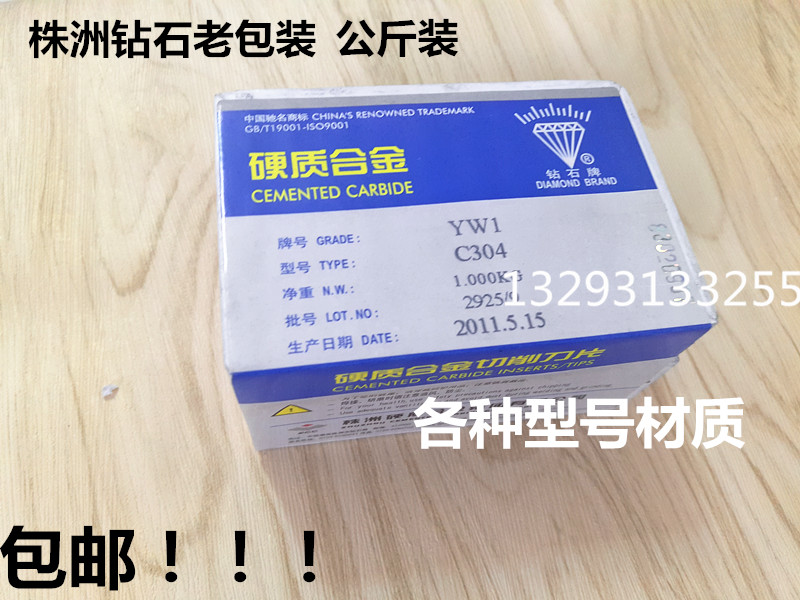 株洲钻石老包装 公斤装
中国驰名商标 CHINA'S RENOWNED TRADEMARK
GB/T19001-ISO9001
硬质合金
CEMENTED CARBIDE
®
钻石牌
DIAMOND BRAND
牌号 GRADE: YW1
型号 TYPE: C304
净重 N.W.: 1.000KG
批号 LOT.NO: 2925/9
生产日期 DATE: 2011.5.15
13293133255
硬质合金切削刀片
CEMENTED CARBIDE INSERTS/TIPS
株洲硬
各种型号材质
包邮！！！